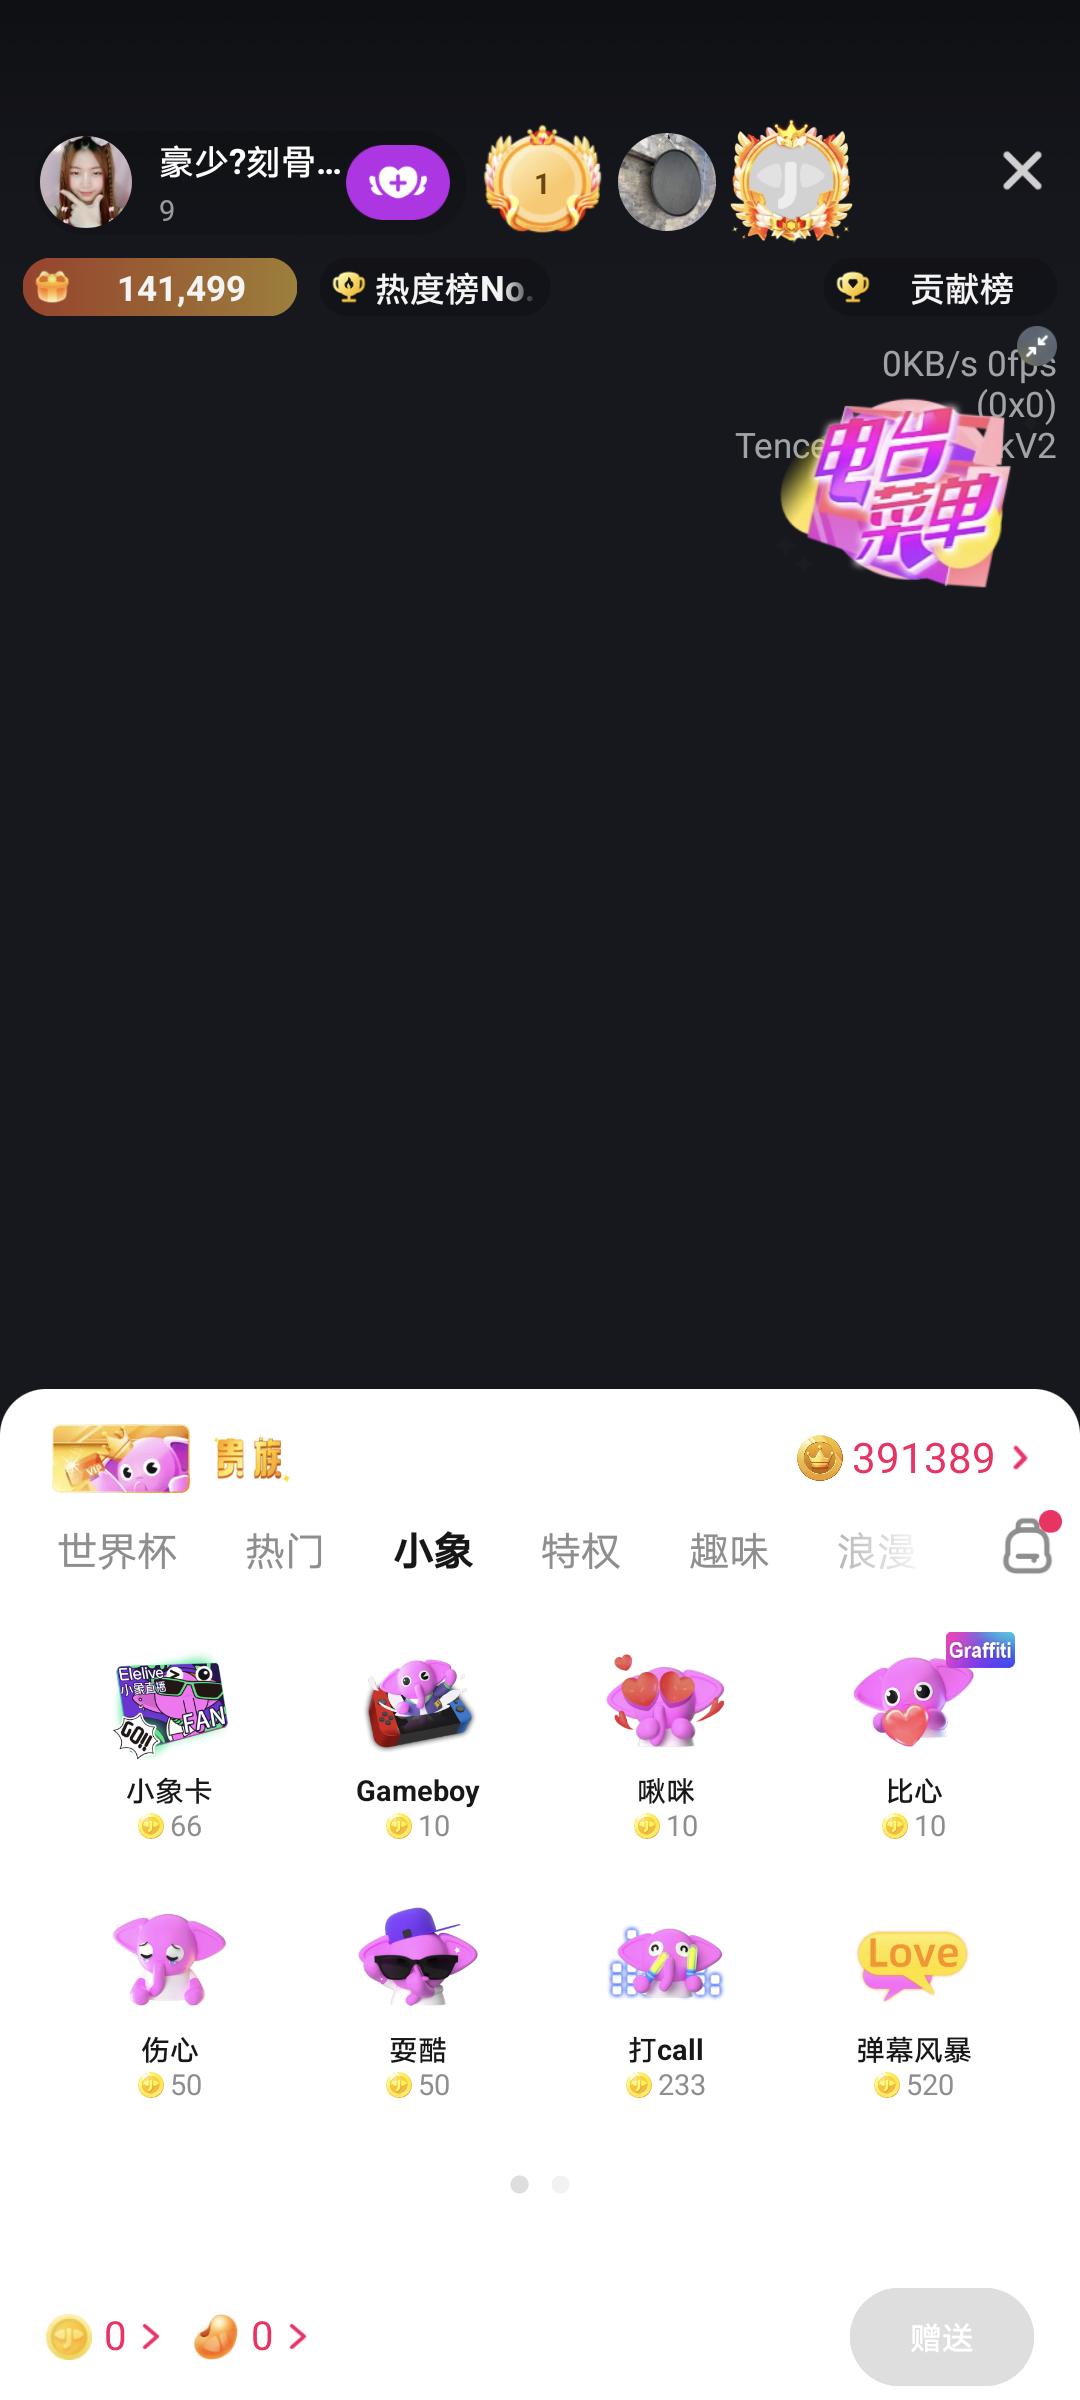 豪少?刻骨...
9
1
141,499
热度榜No.
贡献榜
0KB/s 0fps
(0x0)
电台
菜单
贵族
391389
世界杯 热门 小象 特权 趣味 浪漫
Elelive
小象直播
GO!!
FAN
Graffiti
小象卡 Gameboy 啾咪 比心
66 10 10 10
Love
伤心 耍酷 打call 弹幕风暴
50 50 233 520
0 0 赠送